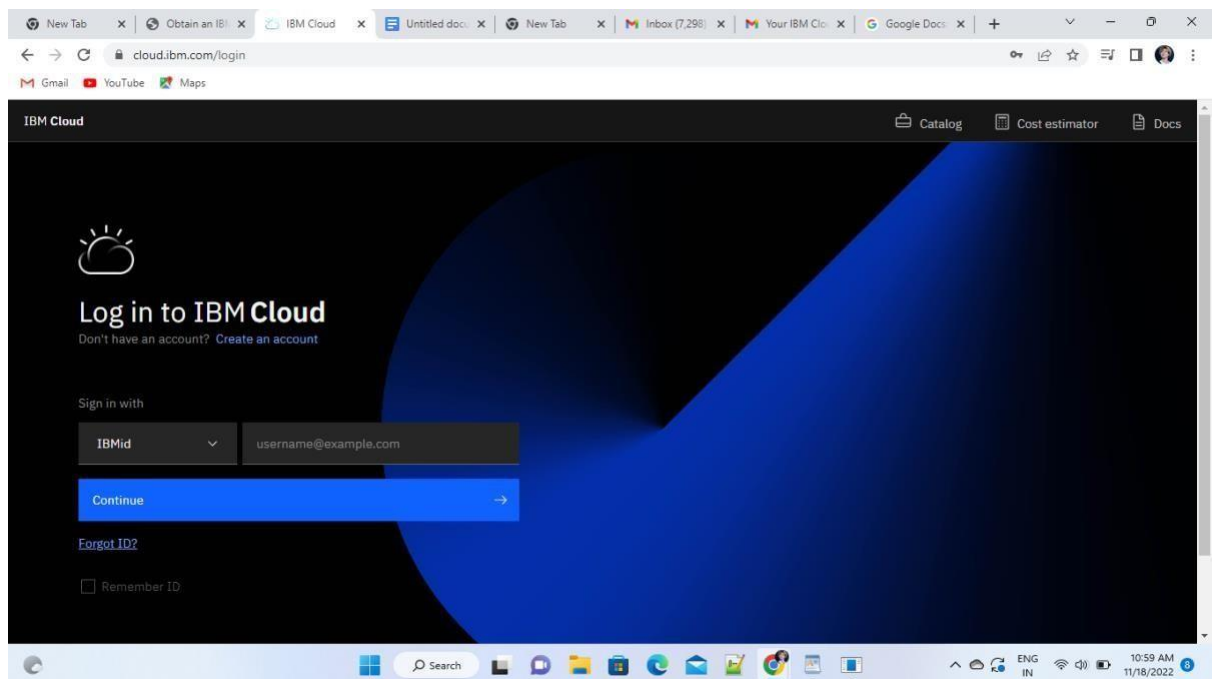 New Tab Obtain an IBI IBM Cloud Untitled docu New Tab Inbox (7,298) Your IBM Clo Google Docs
cloud.ibm.com/login
Gmail YouTube Maps
IBM Cloud Catalog Cost estimator Docs
Log in to IBM Cloud
Don't have an account? Create an account
Sign in with
IBMid username@example.com
Continue
Forgot ID?
Remember ID
Search ENG 10:59 AM
IN 11/18/2022 8